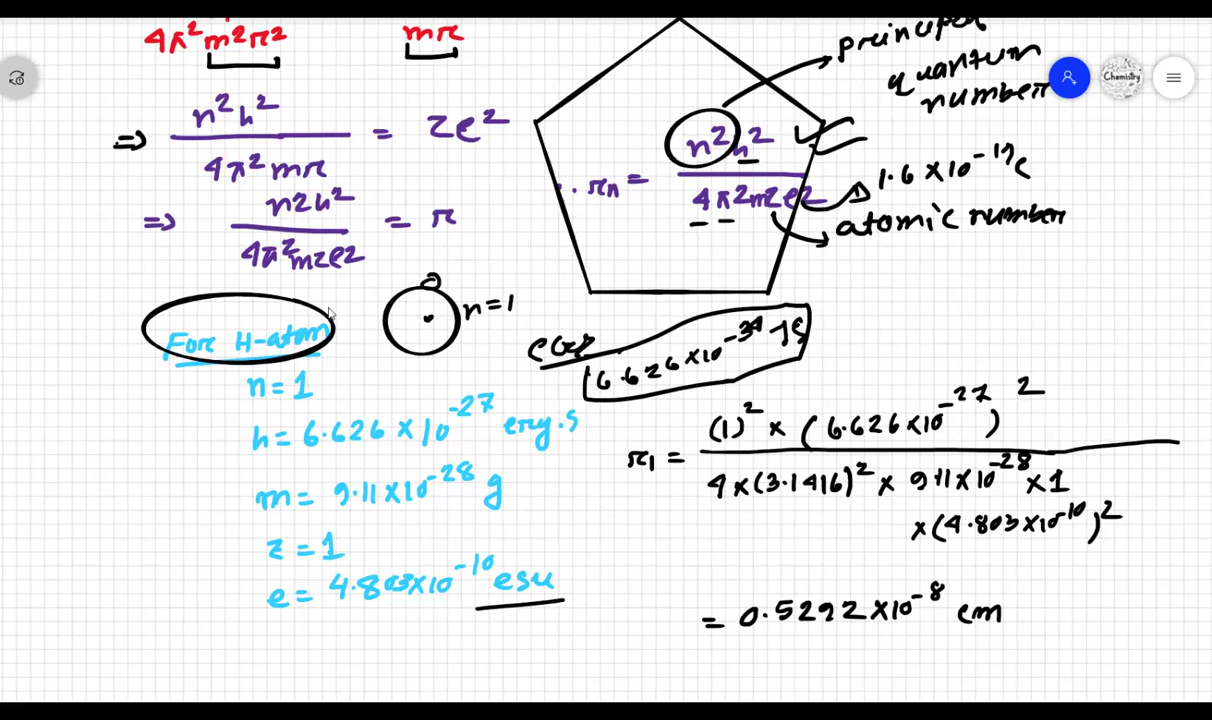 4π²m²r²
mr
principal
quantum
number
⇒ n²h² / 4π²mr = Ze²
⇒ n2h² / 4π²mze2 = r
. rn = n²h² / 4π2mze2
1.6 × 10⁻¹⁹c
atomic number
Chemistry
Fore H-atom
n=1
6.626×10⁻³⁴ JS
n = 1
h = 6.626 × 10⁻²⁷ erg.s
m = 9.11×10⁻²⁸ g
z = 1
e = 4.803×10⁻¹⁰ esu
r1 = (1)² × (6.626×10⁻²⁷)² / 4×(3.1416)² × 9.11×10⁻²⁸ × 1
×(4.803×10⁻¹⁰)²
= 0.5292×10⁻⁸ cm